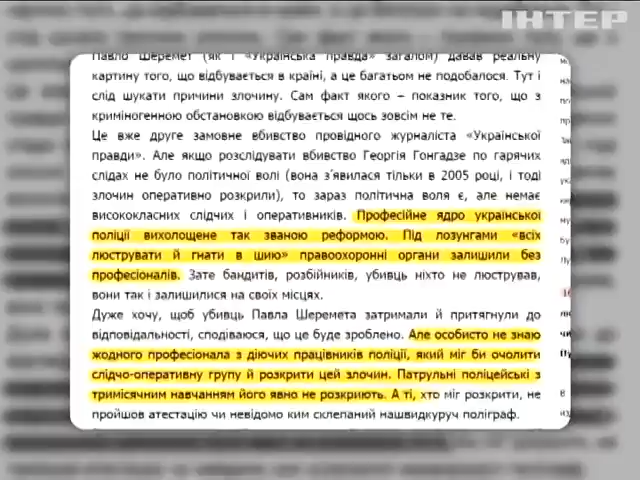 ІНТЕР
Павло Шеремет (як і «Українська правда» загалом) давав реальну
картину того, що відбувається в країні, а це багатьом не подобалося. Тут і
слід шукати причини злочину. Сам факт якого – показник того, що з
криміногенною обстановкою відбувається щось зовсім не те.
Це вже друге замовне вбивство провідного журналіста «Української
правди». Але якщо розслідувати вбивство Георгія Гонгадзе по гарячих
слідах не було політичної волі (вона з´явилася тільки в 2005 році, і тоді
злочин оперативно розкрили), то зараз політична воля є, але немає
висококласних слідчих і оперативників. Професійне ядро української
поліції вихолощене так званою реформою. Під лозунгами «всіх
люструвати й гнати в шию» правоохоронні органи залишили без
професіоналів. Зате бандитів, розбійників, убивць ніхто не люстрував,
вони так і залишилися на своїх місцях.
Дуже хочу, щоб убивць Павла Шеремета затримали й притягнули до
відповідальності, сподіваюся, що це буде зроблено. Але особисто не знаю
жодного професіонала з діючих працівників поліції, який міг би очолити
слідчо-оперативну групу й розкрити цей злочин. Патрульні поліцейські з
тримісячним навчанням його явно не розкриють. А ті, хто міг розкрити, не
пройшов атестацію чи невідомо ким склепаний нашвидкуруч поліграф.